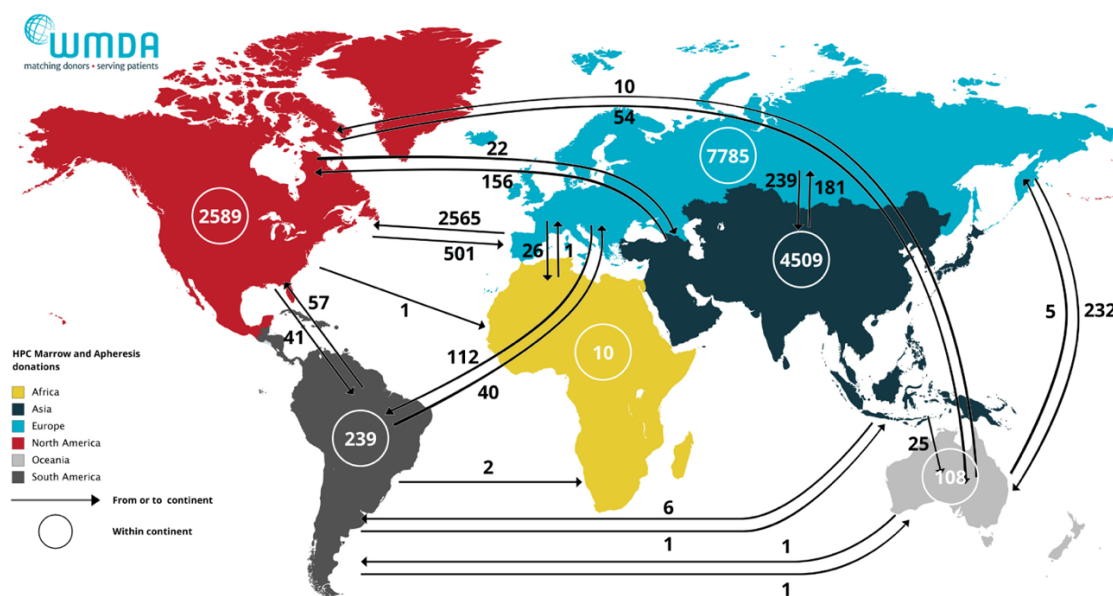 WMDA
matching donors • serving patients
10
54
22
7785
156
239
181
2589
2565
501
26
1
4509
57
1
41
5
232
HPC Marrow and Apheresis
donations
112
10
40
Africa
Asia
Europe
North America
Oceania
South America
239
25
108
2
From or to continent
6
Within continent
1
1
1